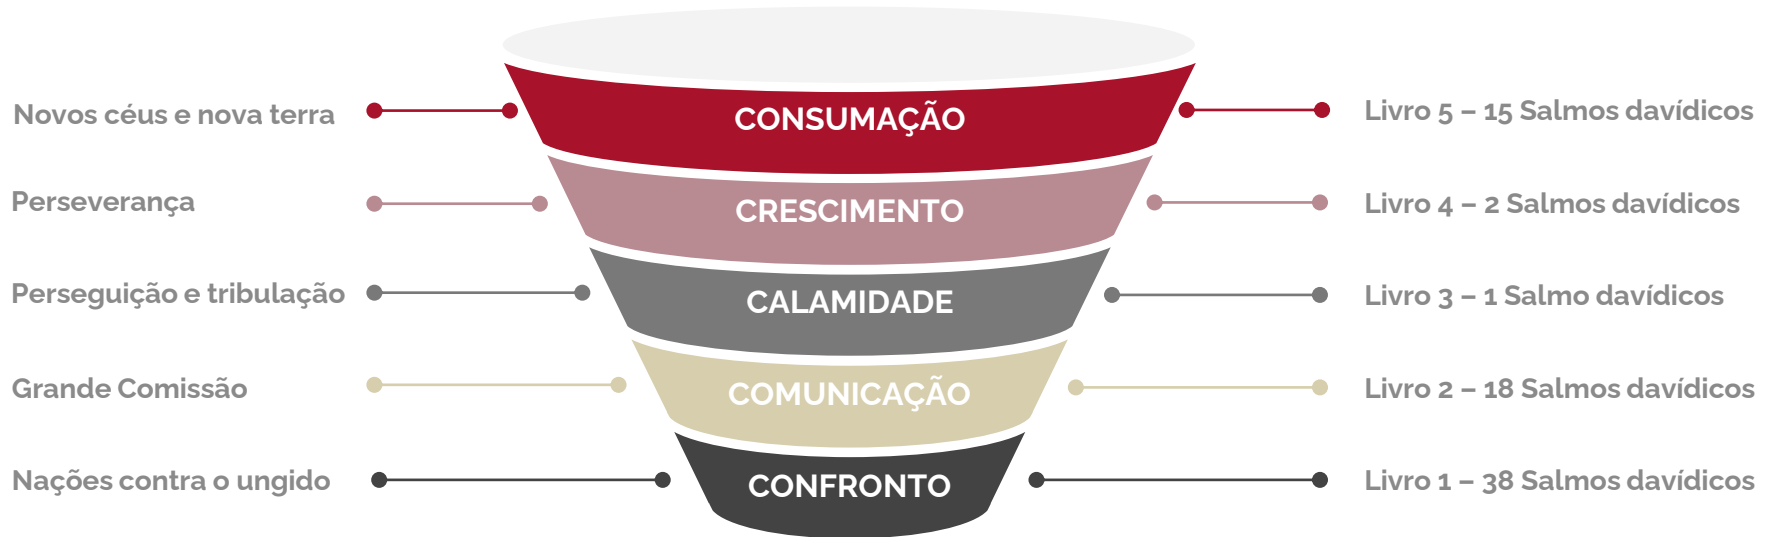 Novos céus e nova terra
CONSUMAÇÃO
Livro 5 – 15 Salmos davídicos
Perseverança
CRESCIMENTO
Livro 4 – 2 Salmos davídicos
Perseguição e tribulação
CALAMIDADE
Livro 3 – 1 Salmo davídicos
Grande Comissão
COMUNICAÇÃO
Livro 2 – 18 Salmos davídicos
Nações contra o ungido
CONFRONTO
Livro 1 – 38 Salmos davídicos